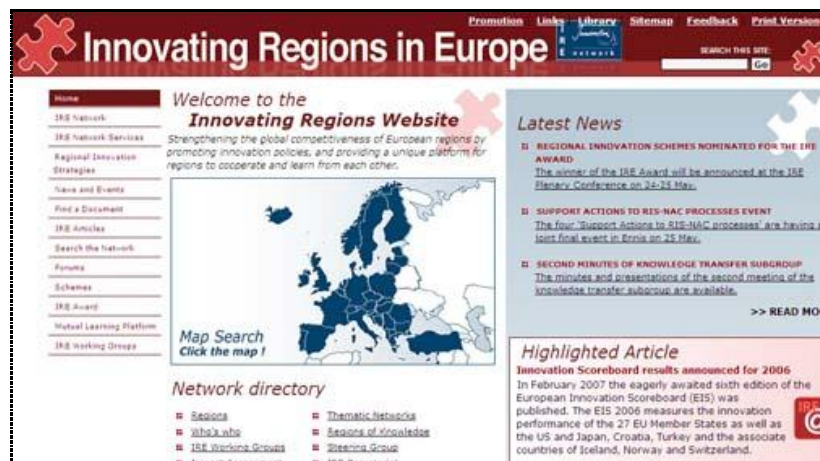 Promotion Links Library Sitemap Feedback Print Version
Innovating Regions in Europe
IRE
network
SEARCH THIS SITE:
Go
Home
IRE Network
IRE Network Services
Regional Innovation
Strategies
News and Events
Find a Document
IRE Articles
Search the Network
Forums
Schemes
IRE Award
Mutual Learning Platform
IRE Working Groups
Welcome to the
Innovating Regions Website
Strengthening the global competitiveness of European regions by
promoting innovation policies, and providing a unique platform for
regions to cooperate and learn from each other.
Map Search
Click the map !
Network directory
Regions
Who's who
IRE Working Groups
Thematic Networks
Regions of Knowledge
Steering Group
Latest News
REGIONAL INNOVATION SCHEMES NOMINATED FOR THE IRE
AWARD
The winner of the IRE Award will be announced at the IRE
Plenary Conference on 24-25 May.
SUPPORT ACTIONS TO RIS-NAC PROCESSES EVENT
The four 'Support Actions to RIS-NAC processes' are having a
joint final event in Ennis on 25 May.
SECOND MINUTES OF KNOWLEDGE TRANSFER SUBGROUP
The minutes and presentations of the second meeting of the
knowledge transfer subgroup are available.
>> READ MO
Highlighted Article
Innovation Scoreboard results announced for 2006
In February 2007 the eagerly awaited sixth edition of the
European Innovation Scoreboard (EIS) was
published. The EIS 2006 measures the innovation
performance of the 27 EU Member States as well as
the US and Japan, Croatia, Turkey and the associate
countries of Iceland, Norway and Switzerland.
IRE
@